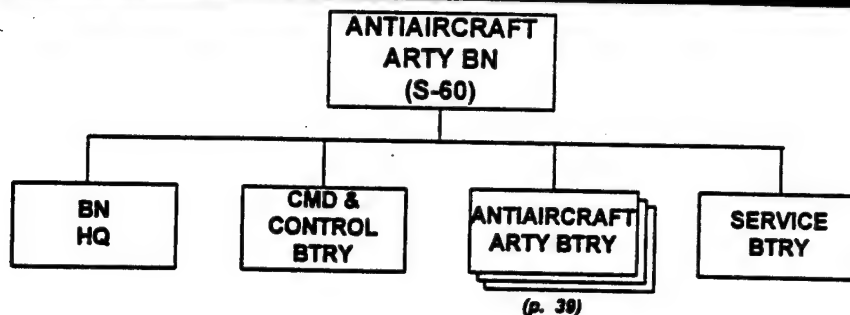 ANTIAIRCRAFT
ARTY BN
(S-60)
BN
HQ
CMD &
CONTROL
BTRY
ANTIAIRCRAFT
ARTY BTRY
SERVICE
BTRY
(p. 39)